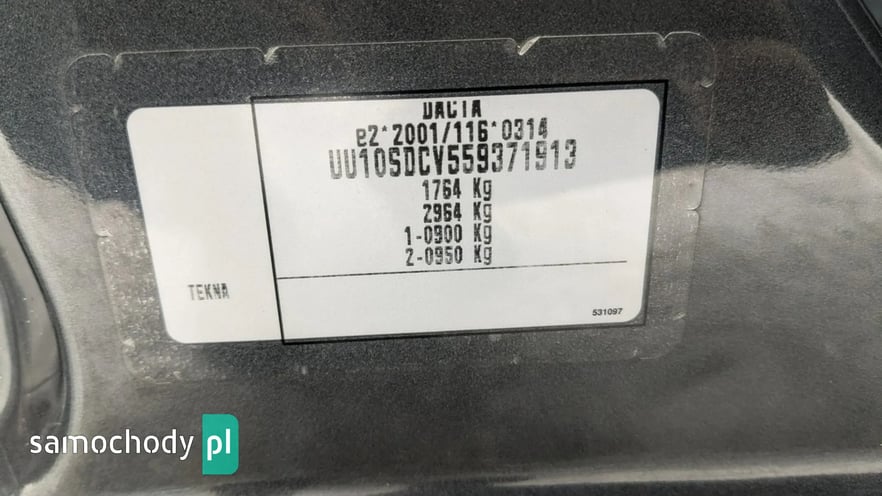 DACIA
e2*2001/116*0314
UU10SDCV559371913
1764 Kg
2964 Kg
1-0900 Kg
2-0950 Kg
TEKNA
531097
samochody pl